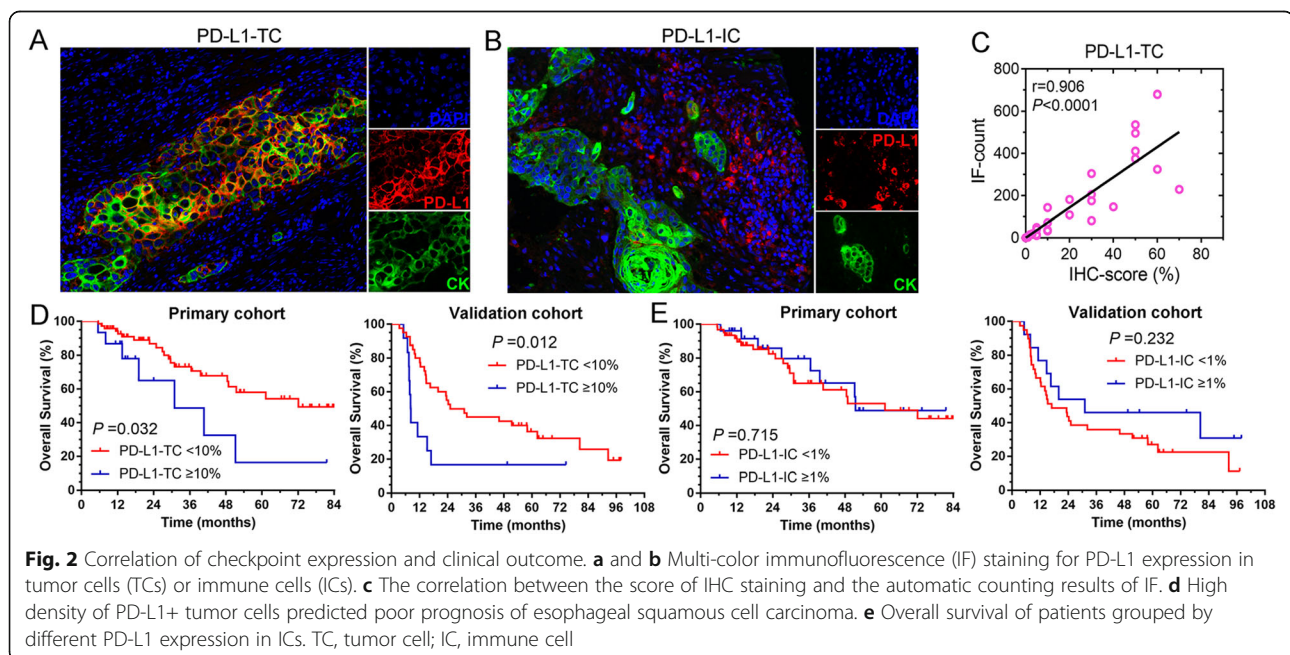 A
PD-L1-TC
DAPI
PD-L1
CK
B
PD-L1-IC
DAPI
PD-L1
CK
C
PD-L1-TC
r=0.906
P<0.0001
IF-count
800
600
400
200
0
0 20 40 60 80
IHC-score (%)
D
Primary cohort
Overall Survival (%)
100
80
60
40
20
0
P =0.032
PD-L1-TC <10%
PD-L1-TC ≥10%
0 12 24 36 48 60 72 84
Time (months)
Validation cohort
Overall Survival (%)
100
80
60
40
20
0
P =0.012
PD-L1-TC <10%
PD-L1-TC ≥10%
0 12 24 36 48 60 72 84 96 108
Time (months)
E
Primary cohort
Overall Survival (%)
100
80
60
40
20
0
P =0.715
PD-L1-IC <1%
PD-L1-IC ≥1%
0 12 24 36 48 60 72 84
Time (months)
Validation cohort
Overall Survival (%)
100
80
60
40
20
0
P =0.232
PD-L1-IC <1%
PD-L1-IC ≥1%
0 12 24 36 48 60 72 84 96 108
Time (months)
Fig. 2 Correlation of checkpoint expression and clinical outcome. a and b Multi-color immunofluorescence (IF) staining for PD-L1 expression in
tumor cells (TCs) or immune cells (ICs). c The correlation between the score of IHC staining and the automatic counting results of IF. d High
density of PD-L1+ tumor cells predicted poor prognosis of esophageal squamous cell carcinoma. e Overall survival of patients grouped by
different PD-L1 expression in ICs. TC, tumor cell; IC, immune cell